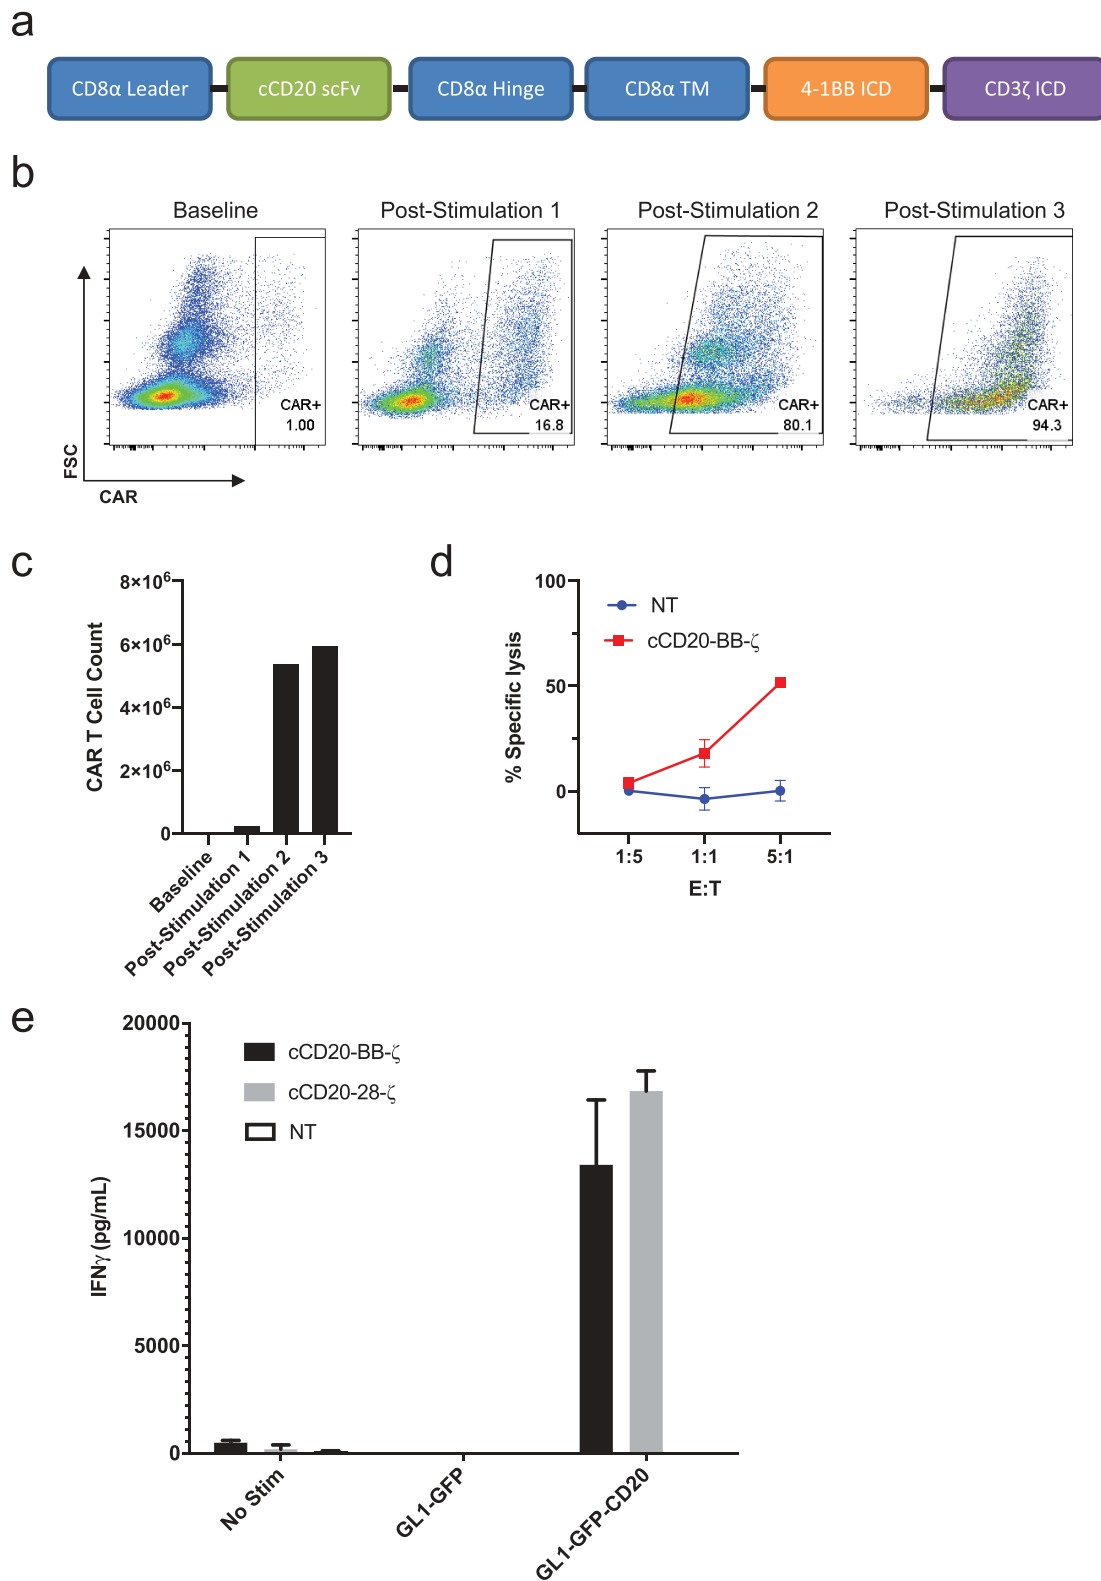 a
CD8α Leader
cCD20 scFv
CD8α Hinge
CD8α TM
4-1BB ICD
CD3ζ ICD
b
Baseline
Post-Stimulation 1
Post-Stimulation 2
Post-Stimulation 3
CAR+
1.00
CAR+
16.8
CAR+
80.1
CAR+
94.3
FSC
CAR
c
8×10⁶
6×10⁶
4×10⁶
2×10⁶
0
CAR T Cell Count
Baseline
Post-Stimulation 1
Post-Stimulation 2
Post-Stimulation 3
d
100
50
0
% Specific lysis
NT
cCD20-BB-ζ
1:5
1:1
5:1
E:T
e
20000
15000
10000
5000
0
IFNγ (pg/mL)
cCD20-BB-ζ
cCD20-28-ζ
NT
No Stim
GL1-GFP
GL1-GFP-CD20